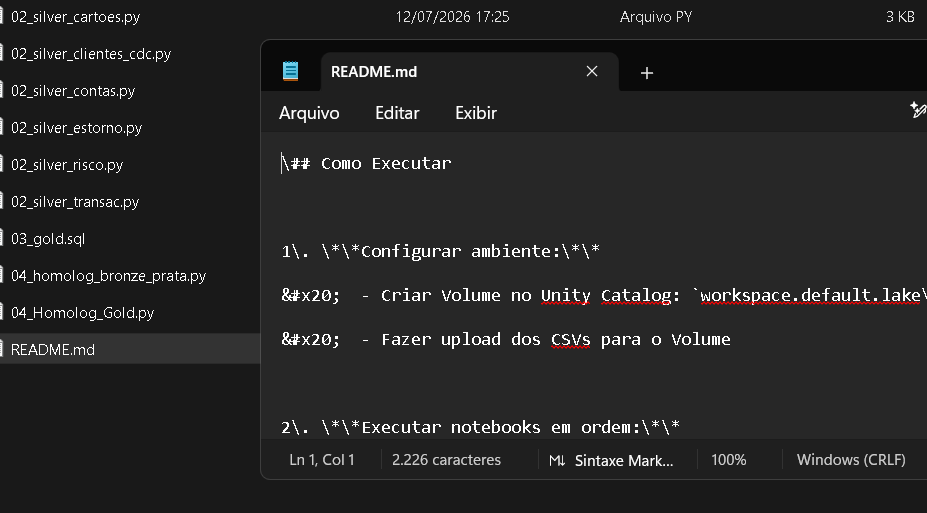 02_silver_cartoes.py 12/07/2026 17:25 Arquivo PY 3 KB
02_silver_clientes_cdc.py
02_silver_contas.py
02_silver_estorno.py
02_silver_risco.py
02_silver_transac.py
03_gold.sql
04_homolog_bronze_prata.py
04_Homolog_Gold.py
README.md
README.md
Arquivo Editar Exibir
\## Como Executar
1\. \*\*Configurar ambiente:\*\*
&#x20;  - Criar Volume no Unity Catalog: `workspace.default.lake\
&#x20;  - Fazer upload dos CSVs para o Volume
2\. \*\*Executar notebooks em ordem:\*\*
Ln 1, Col 1 2.226 caracteres Sintaxe Mark... 100% Windows (CRLF)